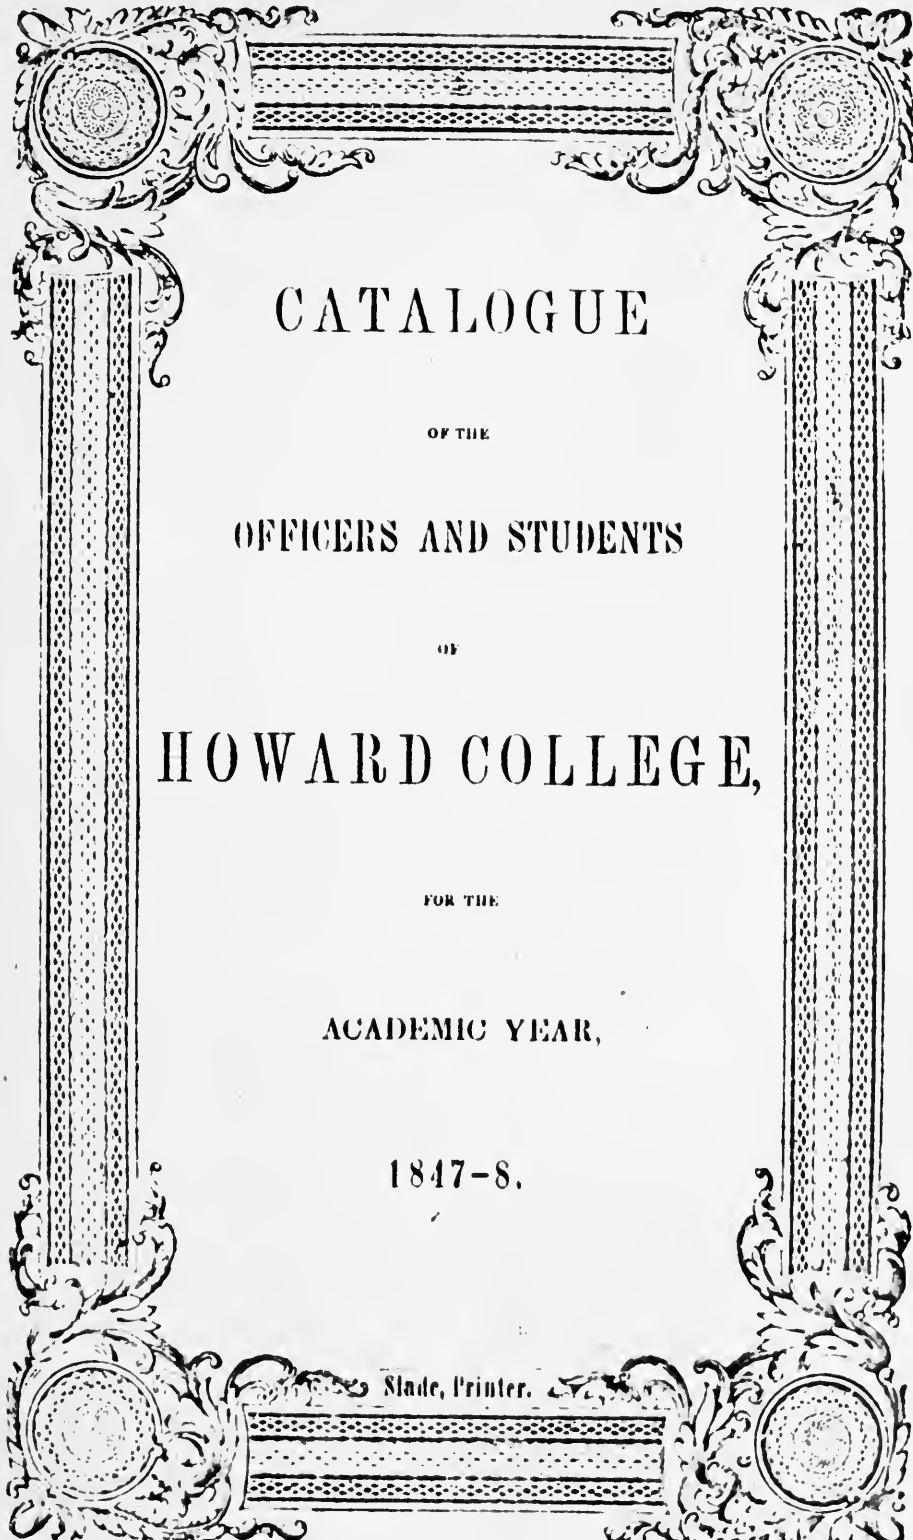 CATALOGUE
OF THE
OFFICERS AND STUDENTS
OF
HOWARD COLLEGE,
FOR THE
ACADEMIC YEAR,
1847-8.
Slade, Printer.